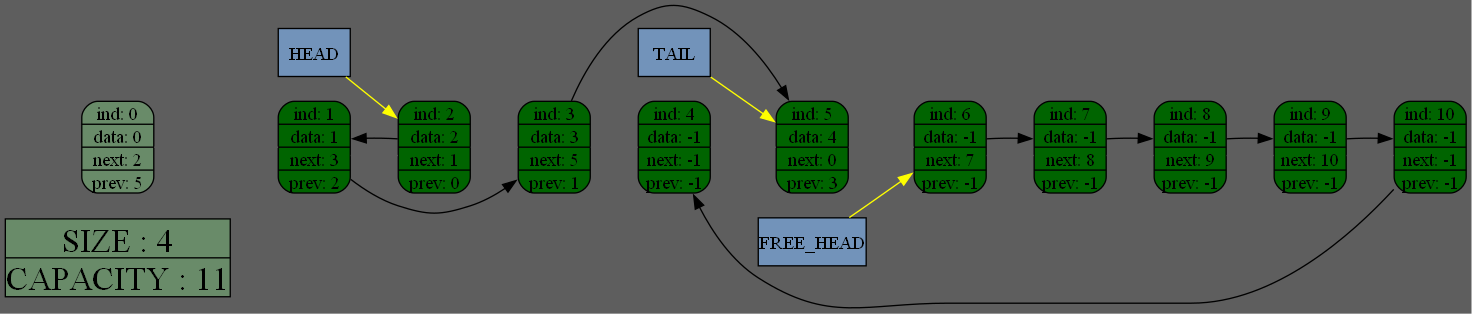 HEAD
TAIL
ind: 0
data: 0
next: 2
prev: 5
ind: 1
data: 1
next: 3
prev: 2
ind: 2
data: 2
next: 1
prev: 0
ind: 3
data: 3
next: 5
prev: 1
ind: 4
data: -1
next: -1
prev: -1
ind: 5
data: 4
next: 0
prev: 3
ind: 6
data: -1
next: 7
prev: -1
ind: 7
data: -1
next: 8
prev: -1
ind: 8
data: -1
next: 9
prev: -1
ind: 9
data: -1
next: 10
prev: -1
ind: 10
data: -1
next: -1
prev: -1
SIZE : 4
CAPACITY : 11
FREE_HEAD